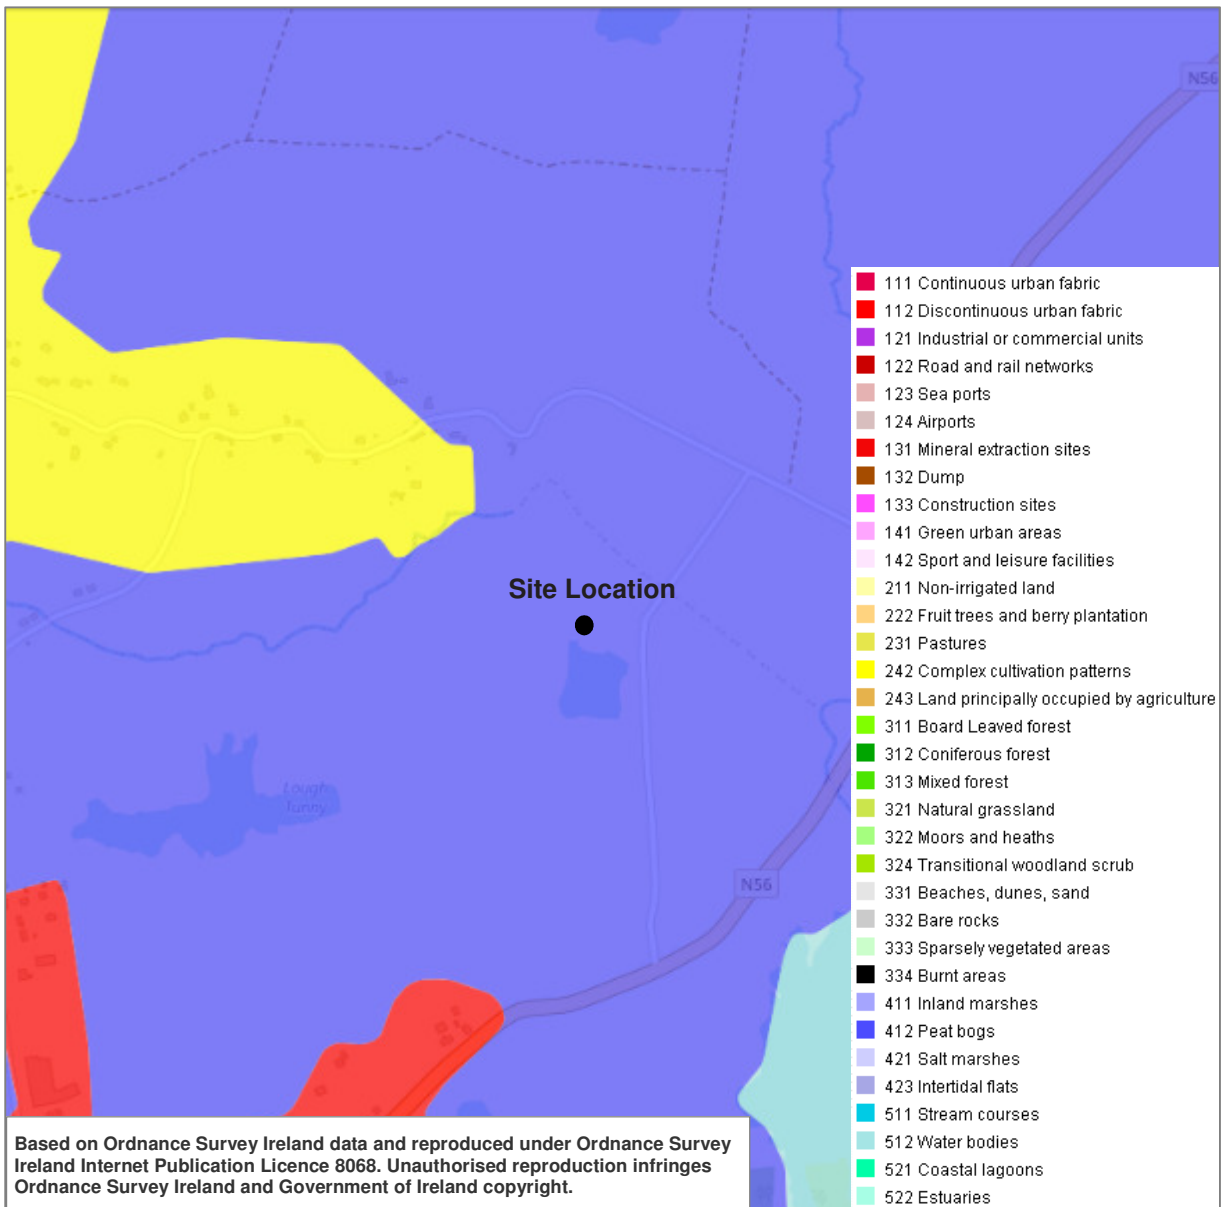 N56
111 Continuous urban fabric
112 Discontinuous urban fabric
121 Industrial or commercial units
122 Road and rail networks
123 Sea ports
124 Airports
131 Mineral extraction sites
132 Dump
133 Construction sites
141 Green urban areas
142 Sport and leisure facilities
211 Non-irrigated land
222 Fruit trees and berry plantation
231 Pastures
242 Complex cultivation patterns
243 Land principally occupied by agriculture
311 Board Leaved forest
312 Coniferous forest
313 Mixed forest
321 Natural grassland
322 Moors and heaths
324 Transitional woodland scrub
331 Beaches, dunes, sand
332 Bare rocks
333 Sparsely vegetated areas
334 Burnt areas
411 Inland marshes
412 Peat bogs
421 Salt marshes
423 Intertidal flats
511 Stream courses
512 Water bodies
521 Coastal lagoons
522 Estuaries
Site Location
Lough
Tunny
N56
Based on Ordnance Survey Ireland data and reproduced under Ordnance Survey
Ireland Internet Publication Licence 8068. Unauthorised reproduction infringes
Ordnance Survey Ireland and Government of Ireland copyright.